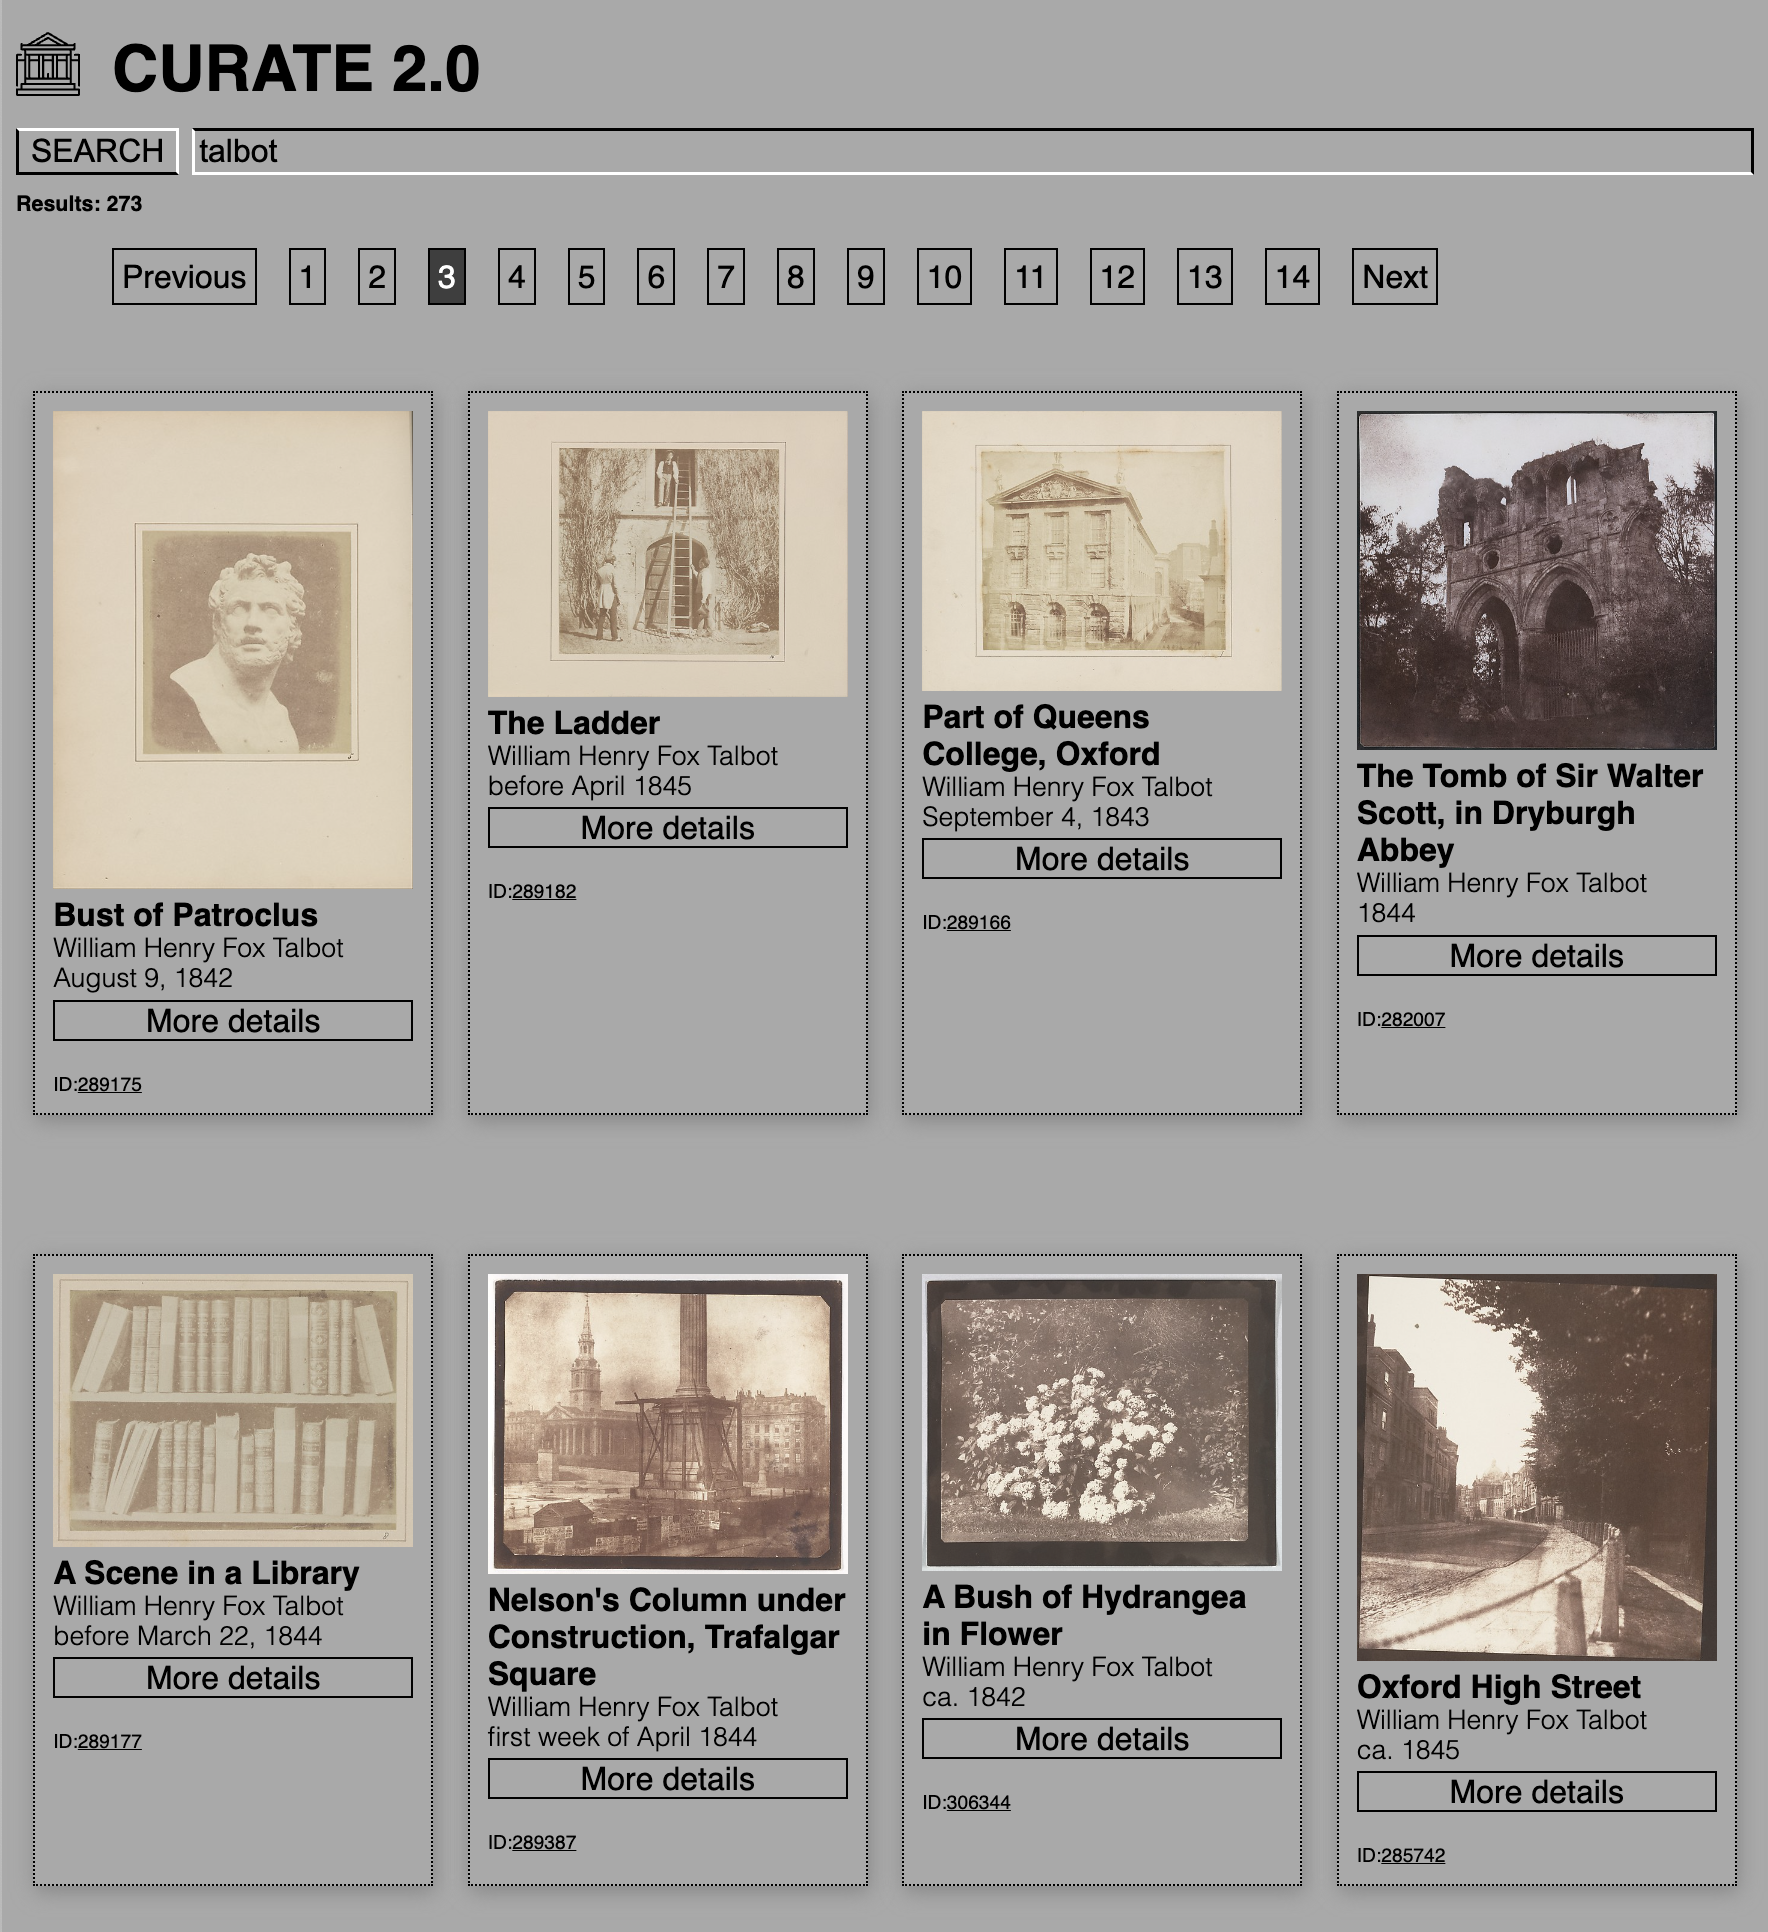 CURATE 2.0
SEARCH talbot
Results: 273
Previous 1 2 3 4 5 6 7 8 9 10 11 12 13 14 Next
Bust of Patroclus
William Henry Fox Talbot
August 9, 1842
More details
ID:289175
The Ladder
William Henry Fox Talbot
before April 1845
More details
ID:289182
Part of Queens
College, Oxford
William Henry Fox Talbot
September 4, 1843
More details
ID:289166
The Tomb of Sir Walter
Scott, in Dryburgh
Abbey
William Henry Fox Talbot
1844
More details
ID:282007
A Scene in a Library
William Henry Fox Talbot
before March 22, 1844
More details
ID:289177
Nelson's Column under
Construction, Trafalgar
Square
William Henry Fox Talbot
first week of April 1844
More details
ID:289387
A Bush of Hydrangea
in Flower
William Henry Fox Talbot
ca. 1842
More details
ID:306344
Oxford High Street
William Henry Fox Talbot
ca. 1845
More details
ID:285742